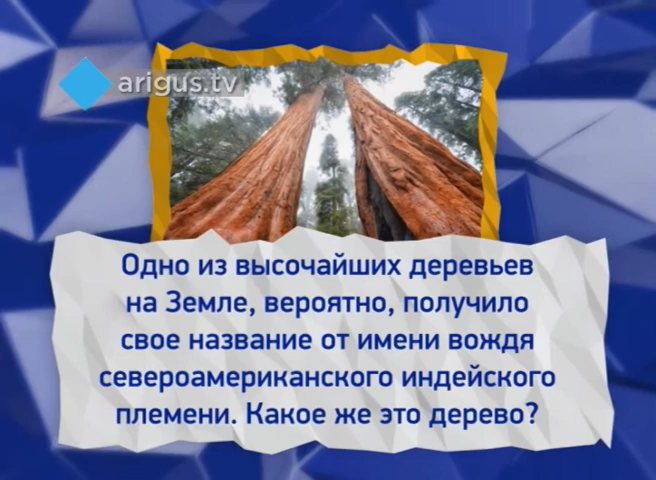 arigus.tv
Одно из высочайших деревьев
на Земле, вероятно, получило
свое название от имени вождя
североамериканского индейского
племени. Какое же это дерево?